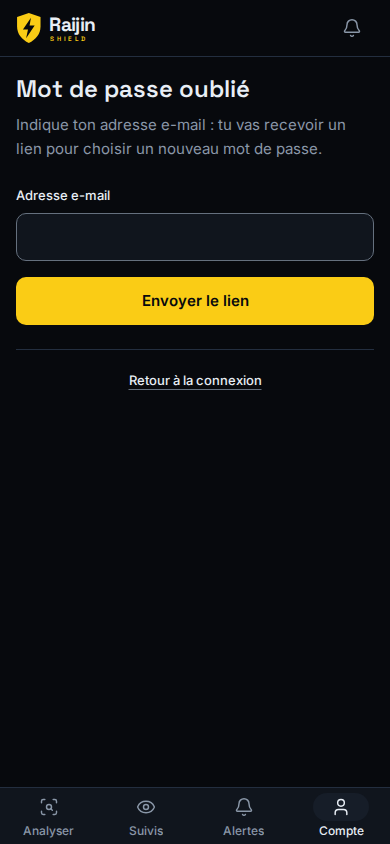 Raijin
SHIELD
Mot de passe oublié
Indique ton adresse e-mail : tu vas recevoir un
lien pour choisir un nouveau mot de passe.
Adresse e-mail
Envoyer le lien
Retour à la connexion
Analyser
Suivis
Alertes
Compte